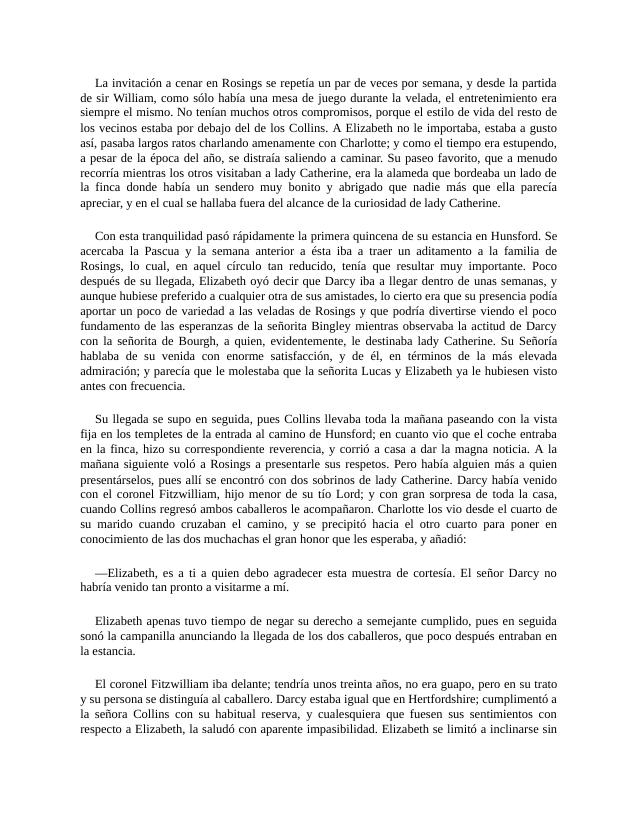 La invitación a cenar en Rosings se repetía un par de veces por semana, y desde la partida
de sir William, como sólo había una mesa de juego durante la velada, el entretenimiento era
siempre el mismo. No tenían muchos otros compromisos, porque el estilo de vida del resto de
los vecinos estaba por debajo del de los Collins. A Elizabeth no le importaba, estaba a gusto
así, pasaba largos ratos charlando amenamente con Charlotte; y como el tiempo era estupendo,
a pesar de la época del año, se distraía saliendo a caminar. Su paseo favorito, que a menudo
recorría mientras los otros visitaban a lady Catherine, era la alameda que bordeaba un lado de
la finca donde había un sendero muy bonito y abrigado que nadie más que ella parecía
apreciar, y en el cual se hallaba fuera del alcance de la curiosidad de lady Catherine.
Con esta tranquilidad pasó rápidamente la primera quincena de su estancia en Hunsford. Se
acercaba la Pascua y la semana anterior a ésta iba a traer un aditamento a la familia de
Rosings, lo cual, en aquel círculo tan reducido, tenía que resultar muy importante. Poco
después de su llegada, Elizabeth oyó decir que Darcy iba a llegar dentro de unas semanas, y
aunque hubiese preferido a cualquier otra de sus amistades, lo cierto era que su presencia podía
aportar un poco de variedad a las veladas de Rosings y que podría divertirse viendo el poco
fundamento de las esperanzas de la señorita Bingley mientras observaba la actitud de Darcy
con la señorita de Bourgh, a quien, evidentemente, le destinaba lady Catherine. Su Señoría
hablaba de su venida con enorme satisfacción, y de él, en términos de la más elevada
admiración; y parecía que le molestaba que la señorita Lucas y Elizabeth ya le hubiesen visto
antes con frecuencia.
Su llegada se supo en seguida, pues Collins llevaba toda la mañana paseando con la vista
fija en los templetes de la entrada al camino de Hunsford; en cuanto vio que el coche entraba
en la finca, hizo su correspondiente reverencia, y corrió a casa a dar la magna noticia. A la
mañana siguiente voló a Rosings a presentarle sus respetos. Pero había alguien más a quien
presentárselos, pues allí se encontró con dos sobrinos de lady Catherine. Darcy había venido
con el coronel Fitzwilliam, hijo menor de su tío Lord; y con gran sorpresa de toda la casa,
cuando Collins regresó ambos caballeros le acompañaron. Charlotte los vio desde el cuarto de
su marido cuando cruzaban el camino, y se precipitó hacia el otro cuarto para poner en
conocimiento de las dos muchachas el gran honor que les esperaba, y añadió:
—Elizabeth, es a ti a quien debo agradecer esta muestra de cortesía. El señor Darcy no
habría venido tan pronto a visitarme a mí.
Elizabeth apenas tuvo tiempo de negar su derecho a semejante cumplido, pues en seguida
sonó la campanilla anunciando la llegada de los dos caballeros, que poco después entraban en
la estancia.
El coronel Fitzwilliam iba delante; tendría unos treinta años, no era guapo, pero en su trato
y su persona se distinguía al caballero. Darcy estaba igual que en Hertfordshire; cumplimentó a
la señora Collins con su habitual reserva, y cualesquiera que fuesen sus sentimientos con
respecto a Elizabeth, la saludó con aparente impasibilidad. Elizabeth se limitó a inclinarse sin